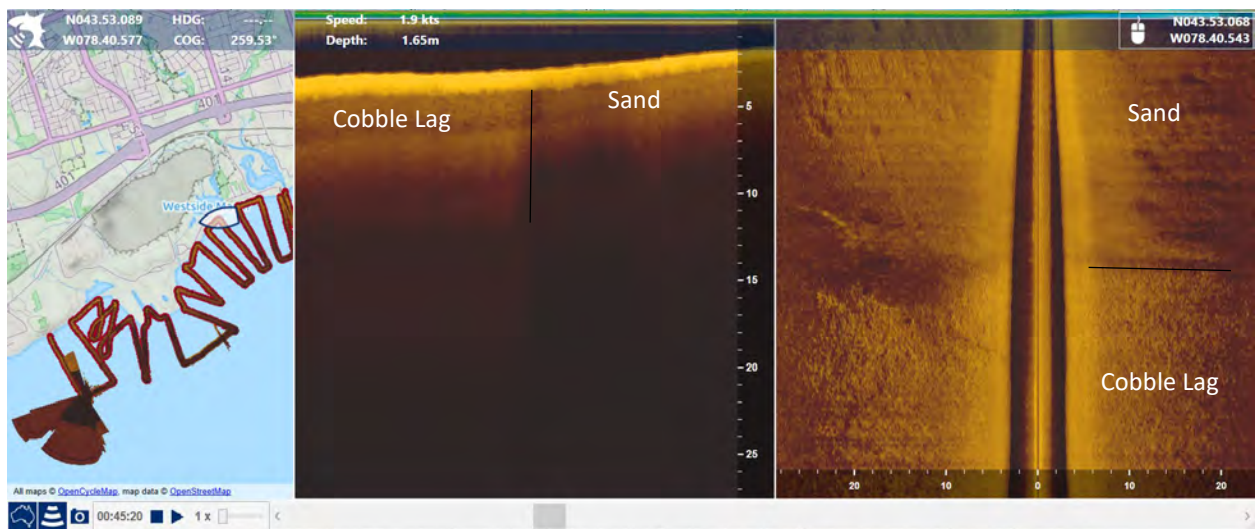 N043.53.089 HDG: ---.--
W078.40.577 COG: 259.53°
Speed: 1.9 kts
Depth: 1.65m
N043.53.068
W078.40.543
401
401
Cobble Lag
Sand
Sand
Cobble Lag
5
10
15
20
25
20 10 0 10 20
All maps © OpenCycleMap, map data © OpenStreetMap
00:45:20 1 x